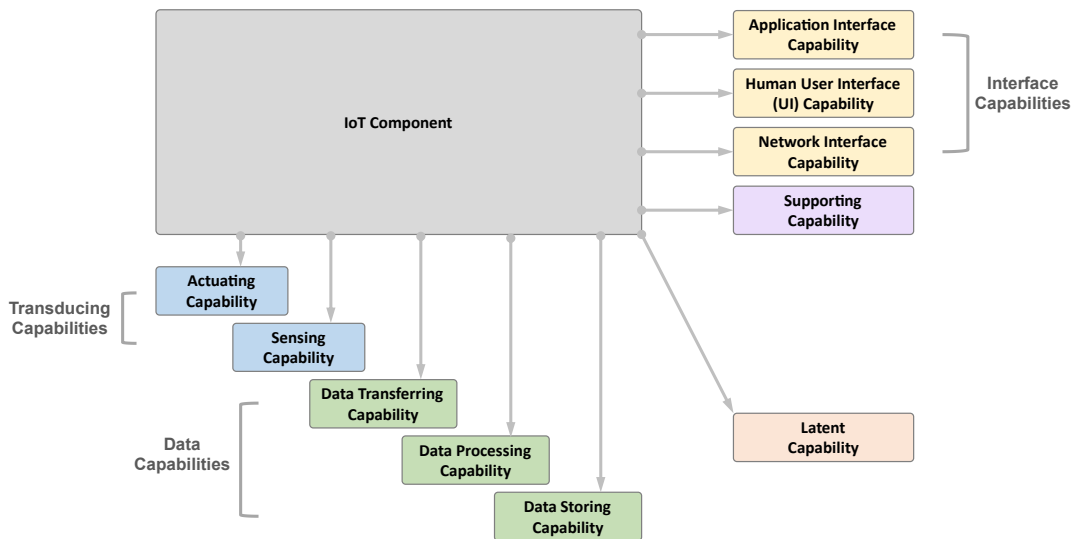 Application Interface
Capability
Human User Interface
(UI) Capability
Interface
Capabilities
IoT Component
Network Interface
Capability
Supporting
Capability
Actuating
Capability
Transducing
Capabilities
Sensing
Capability
Data Transferring
Capability
Latent
Capability
Data
Capabilities
Data Processing
Capability
Data Storing
Capability